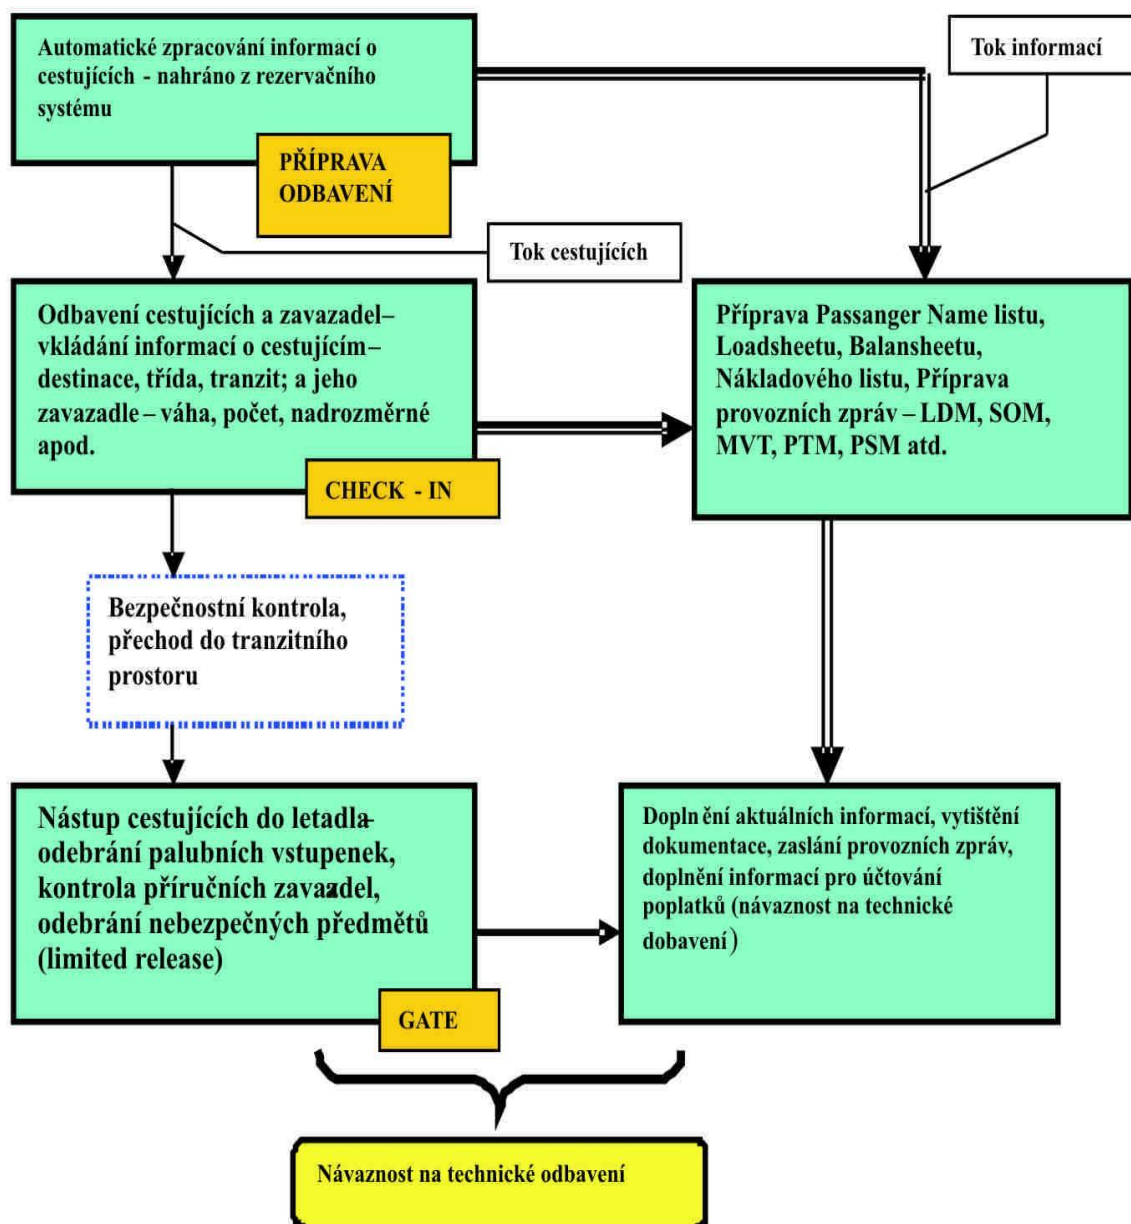 Automatické zpracování informací o
cestujících - nahráno z rezervačního
systému
PŘÍPRAVA
ODBAVENÍ
Tok informací
Tok cestujících
Odbavení cestujících a zavazadel–
vkládání informací o cestujícím–
destinace, třída, tranzit; a jeho
zavazadle – váha, počet, nadrozměrné
apod.
CHECK - IN
Příprava Passanger Name listu,
Loadsheetu, Balansheetu,
Nákladového listu, Příprava
provozních zpráv – LDM, SOM,
MVT, PTM, PSM atd.
Bezpečnostní kontrola,
přechod do tranzitního
prostoru
Nástup cestujících do letadla–
odebrání palubních vstupenek,
kontrola příručních zavazadel,
odebrání nebezpečných předmětů
(limited release)
GATE
Doplnění aktuálních informací, vytištění
dokumentace, zaslání provozních zpráv,
doplnění informací pro účtování
poplatků (návaznost na technické
dobavení)
Návaznost na technické odbavení